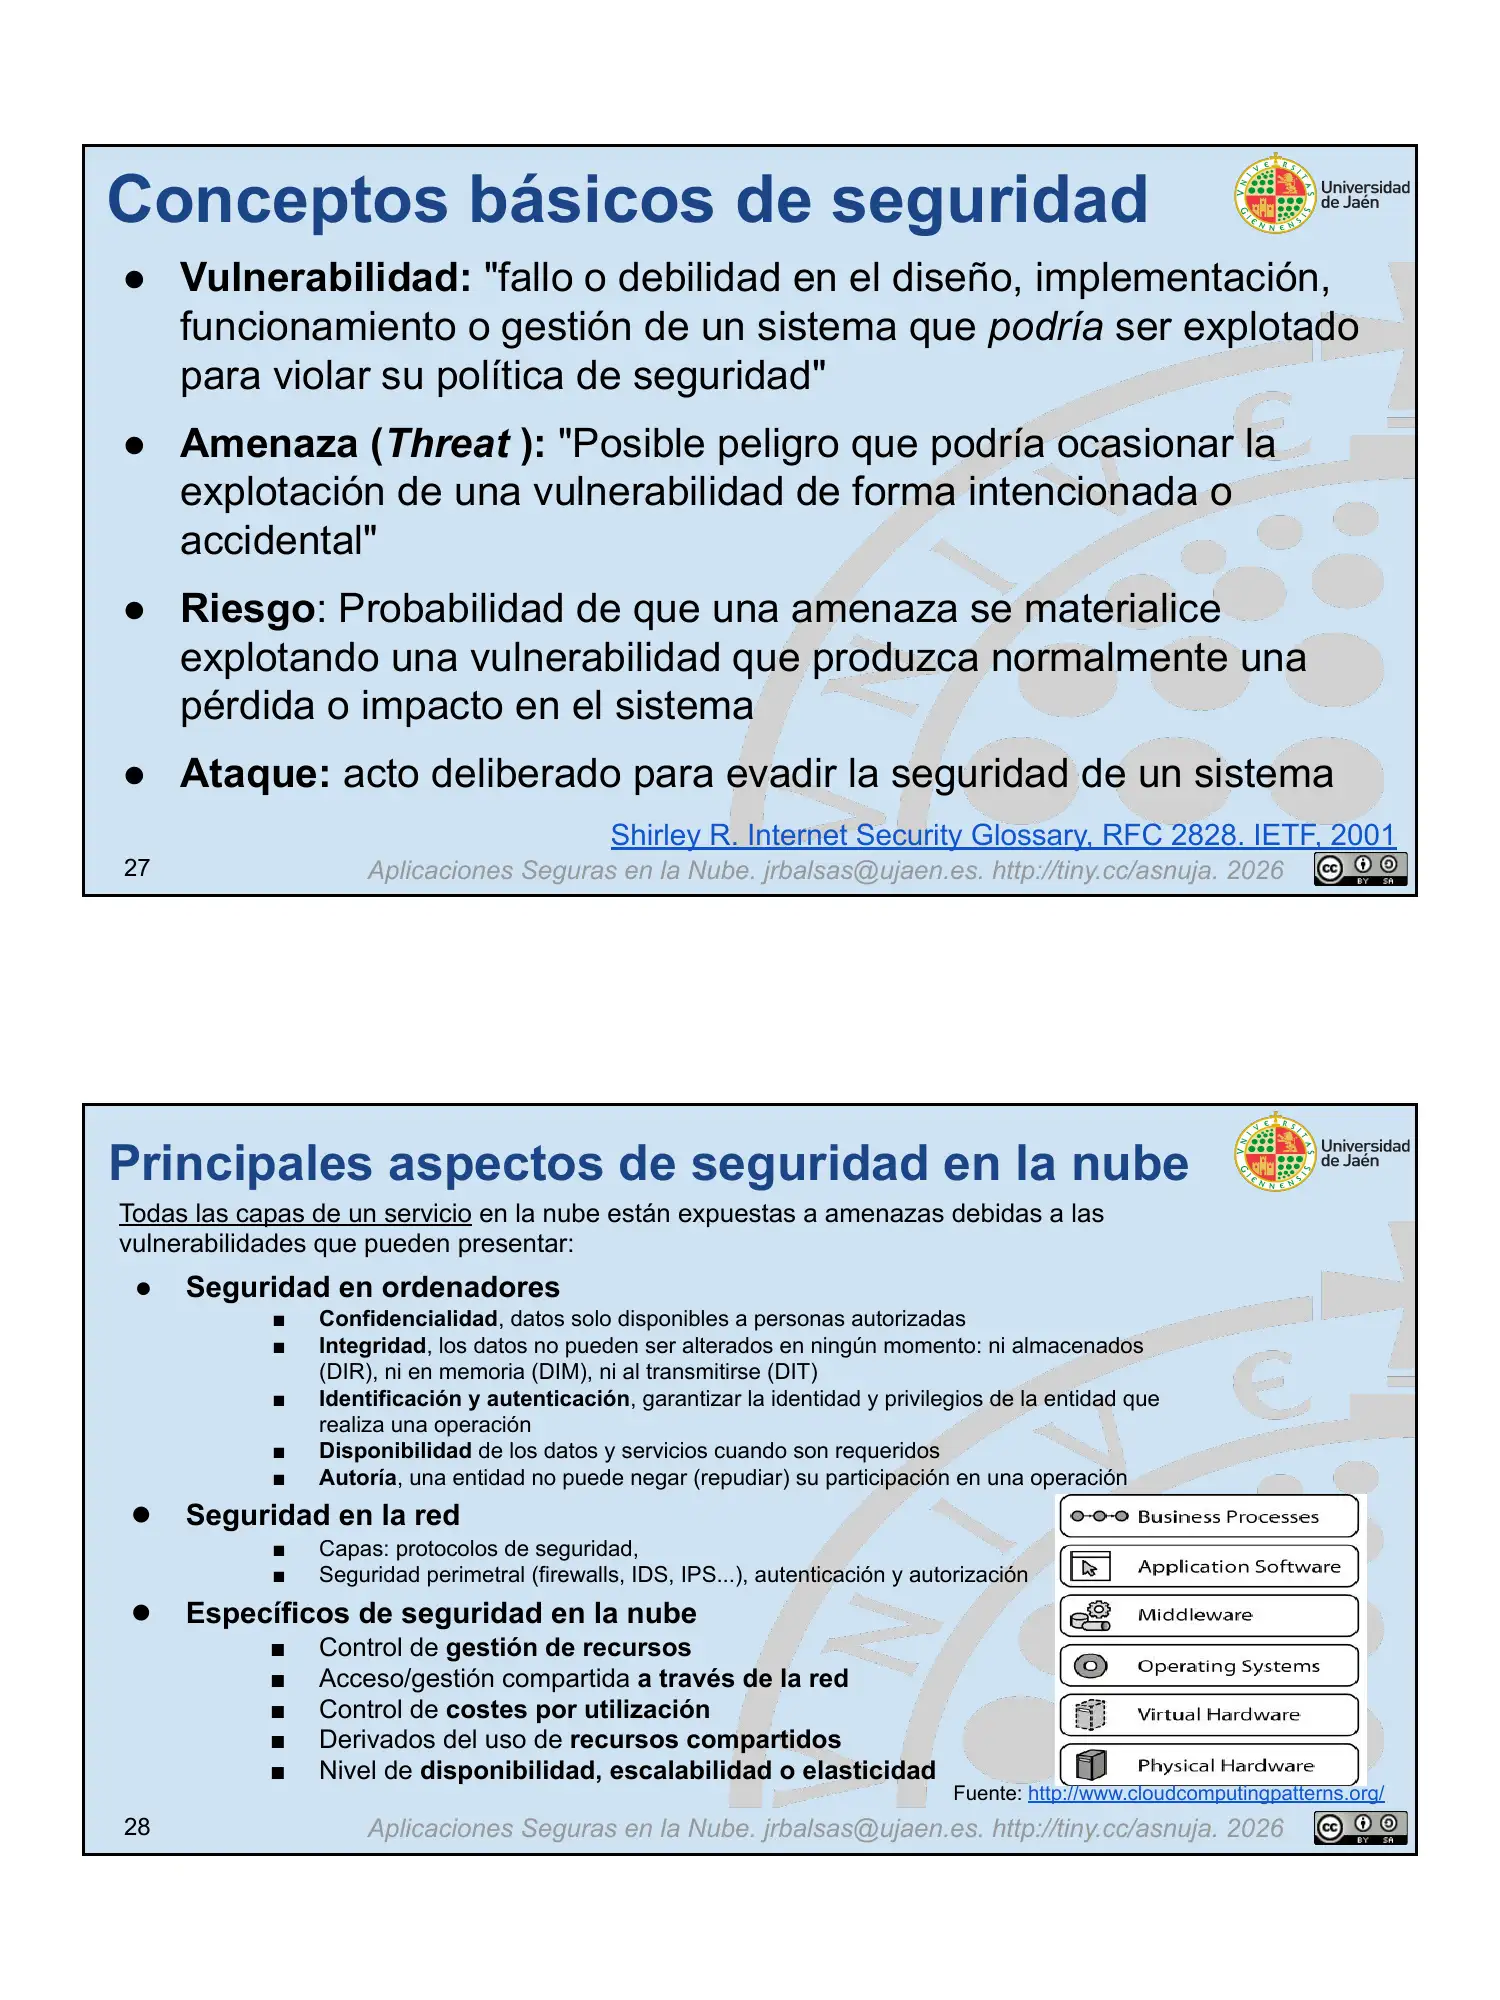 Conceptos básicos de seguridad
Universidad
de Jaén
● Vulnerabilidad: "fallo o debilidad en el diseño, implementación,
funcionamiento o gestión de un sistema que podría ser explotado
para violar su política de seguridad"
● Amenaza (Threat ): "Posible peligro que podría ocasionar la
explotación de una vulnerabilidad de forma intencionada o
accidental"
● Riesgo: Probabilidad de que una amenaza se materialice
explotando una vulnerabilidad que produzca normalmente una
pérdida o impacto en el sistema
● Ataque: acto deliberado para evadir la seguridad de un sistema
Shirley R. Internet Security Glossary, RFC 2828. IETF, 2001
27
Aplicaciones Seguras en la Nube. jrbalsas@ujaen.es. http://tiny.cc/asnuja. 2026
cc BY SA
Principales aspectos de seguridad en la nube
Universidad
de Jaén
Todas las capas de un servicio en la nube están expuestas a amenazas debidas a las
vulnerabilidades que pueden presentar:
● Seguridad en ordenadores
■ Confidencialidad, datos solo disponibles a personas autorizadas
■ Integridad, los datos no pueden ser alterados en ningún momento: ni almacenados
(DIR), ni en memoria (DIM), ni al transmitirse (DIT)
■ Identificación y autenticación, garantizar la identidad y privilegios de la entidad que
realiza una operación
■ Disponibilidad de los datos y servicios cuando son requeridos
■ Autoría, una entidad no puede negar (repudiar) su participación en una operación
● Seguridad en la red
■ Capas: protocolos de seguridad,
■ Seguridad perimetral (firewalls, IDS, IPS...), autenticación y autorización
● Específicos de seguridad en la nube
■ Control de gestión de recursos
■ Acceso/gestión compartida a través de la red
■ Control de costes por utilización
■ Derivados del uso de recursos compartidos
■ Nivel de disponibilidad, escalabilidad o elasticidad
Business Processes
Application Software
Middleware
Operating Systems
Virtual Hardware
Physical Hardware
Fuente: http://www.cloudcomputingpatterns.org/
28
Aplicaciones Seguras en la Nube. jrbalsas@ujaen.es. http://tiny.cc/asnuja. 2026
cc BY SA